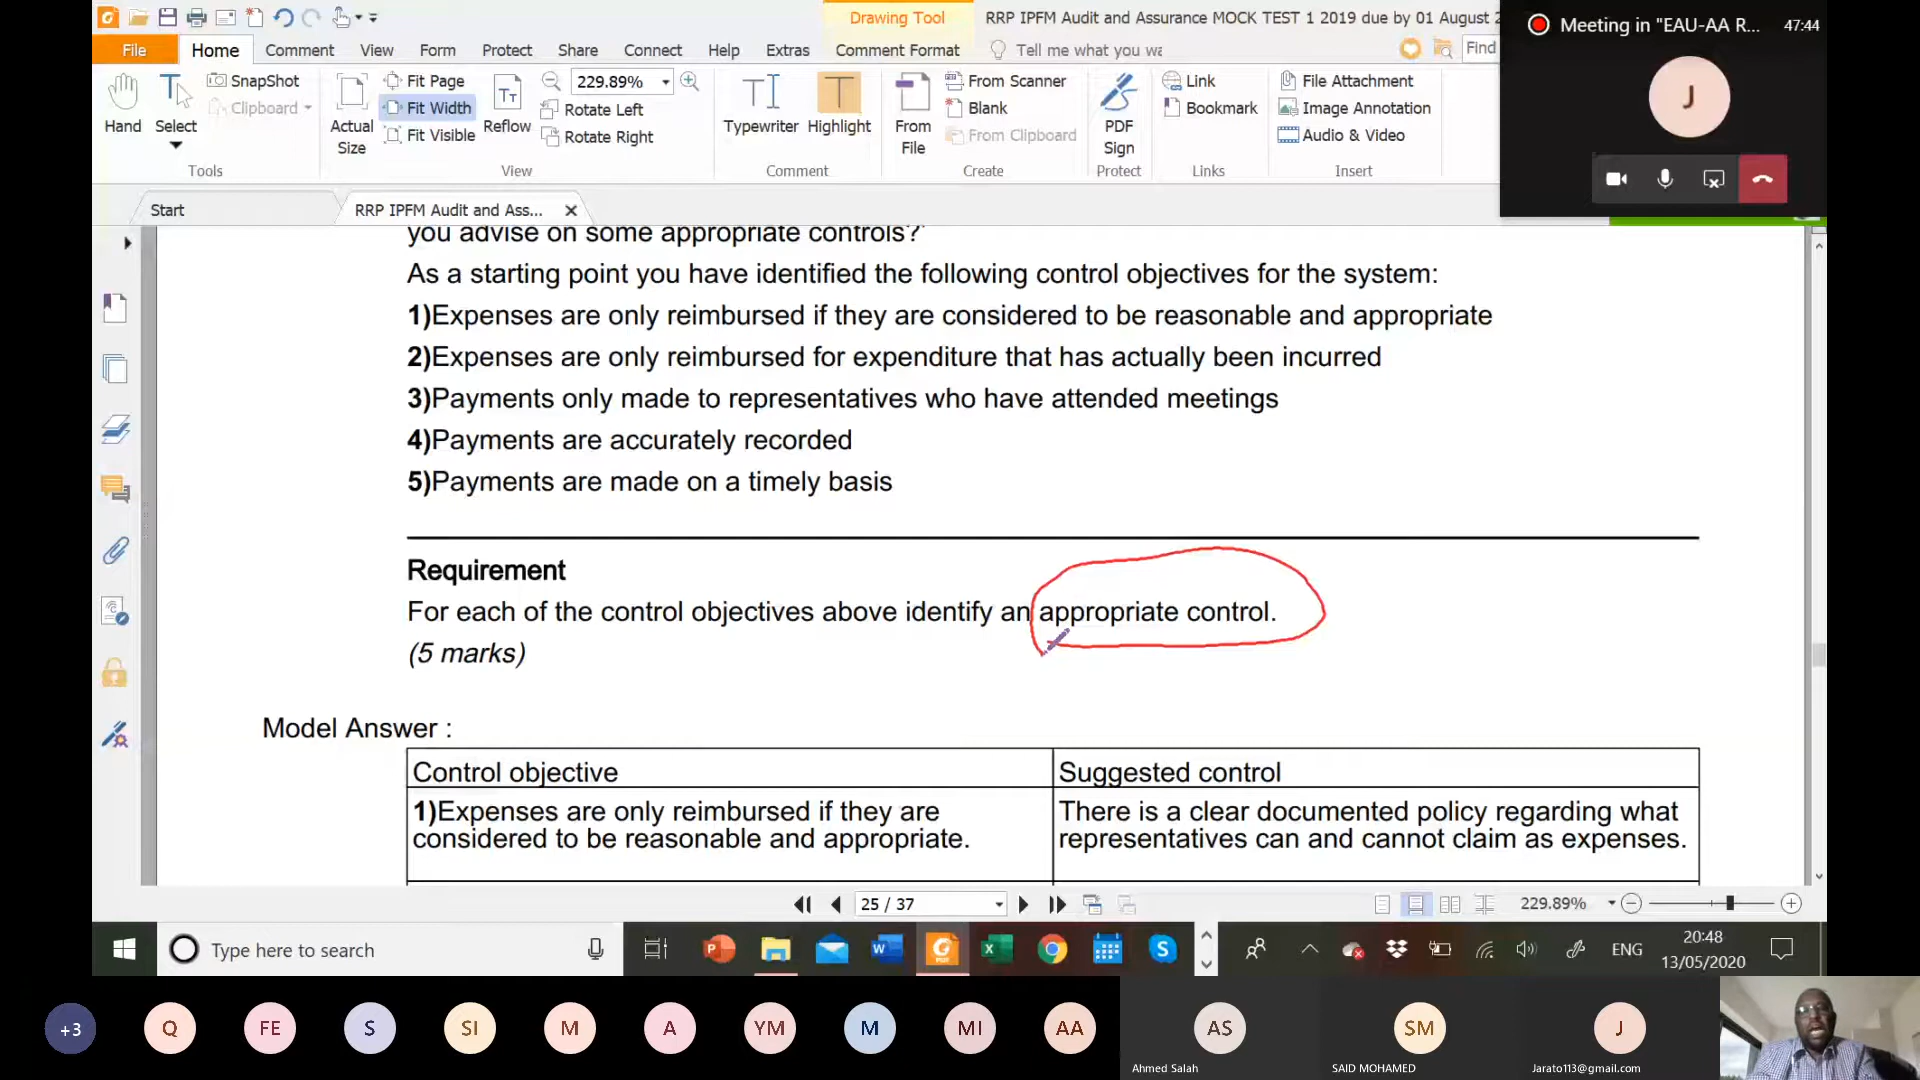 Drawing Tool
RRP IPFM Audit and Assurance MOCK TEST 1 2019 due by 01 August 2
Meeting in "EAU-AA R...
47:44
File
Home
Comment
View
Form
Protect
Share
Connect
Help
Extras
Comment Format
Tell me what you wa
Find
J
Hand
Select
SnapShot
Clipboard
Tools
Actual
Size
Fit Page
Fit Width
Fit Visible
Reflow
229.89%
Rotate Left
Rotate Right
View
Typewriter
Highlight
Comment
From
File
From Scanner
Blank
From Clipboard
Create
PDF
Sign
Protect
Link
Bookmark
Links
File Attachment
Image Annotation
Audio & Video
Insert
Start
RRP IPFM Audit and Ass...
you advise on some appropriate controls?'
As a starting point you have identified the following control objectives for the system:
1)Expenses are only reimbursed if they are considered to be reasonable and appropriate
2)Expenses are only reimbursed for expenditure that has actually been incurred
3)Payments only made to representatives who have attended meetings
4)Payments are accurately recorded
5)Payments are made on a timely basis
Requirement
For each of the control objectives above identify an appropriate control.
(5 marks)
Model Answer :
Control objective
Suggested control
1)Expenses are only reimbursed if they are
considered to be reasonable and appropriate.
There is a clear documented policy regarding what
representatives can and cannot claim as expenses.
25 / 37
229.89%
Type here to search
ENG
20:48
13/05/2020
+3
Q
FE
S
SI
M
A
YM
M
MI
AA
AS
Ahmed Salah
SM
SAID MOHAMED
J
Jarato113@gmail.com